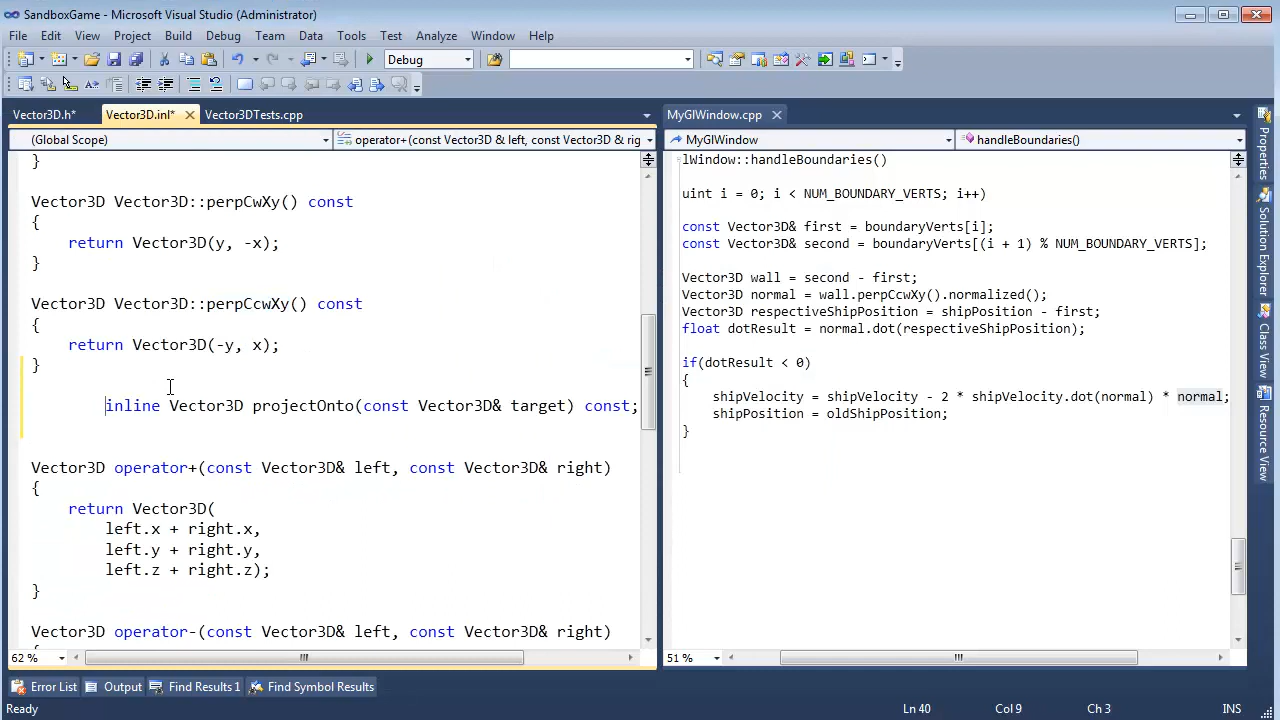 SandboxGame - Microsoft Visual Studio (Administrator)
File Edit View Project Build Debug Team Data Tools Test Analyze Window Help
Debug
Vector3D.h* Vector3D.inl* Vector3DTests.cpp
MyGlWindow.cpp
(Global Scope) operator+(const Vector3D & left, const Vector3D & rig
MyGlWindow handleBoundaries()
}
Vector3D Vector3D::perpCwXy() const
{
return Vector3D(y, -x);
}
Vector3D Vector3D::perpCcwXy() const
{
return Vector3D(-y, x);
}
inline Vector3D projectOnto(const Vector3D& target) const;
Vector3D operator+(const Vector3D& left, const Vector3D& right)
{
return Vector3D(
left.x + right.x,
left.y + right.y,
left.z + right.z);
}
Vector3D operator-(const Vector3D& left, const Vector3D& right)
62 %
lWindow::handleBoundaries()
uint i = 0; i < NUM_BOUNDARY_VERTS; i++)
const Vector3D& first = boundaryVerts[i];
const Vector3D& second = boundaryVerts[(i + 1) % NUM_BOUNDARY_VERTS];
Vector3D wall = second - first;
Vector3D normal = wall.perpCcwXy().normalized();
Vector3D respectiveShipPosition = shipPosition - first;
float dotResult = normal.dot(respectiveShipPosition);
if(dotResult < 0)
{
shipVelocity = shipVelocity - 2 * shipVelocity.dot(normal) * normal;
shipPosition = oldShipPosition;
}
51 %
Properties
Solution Explorer
Class View
Resource View
Error List Output Find Results 1 Find Symbol Results
Ready Ln 40 Col 9 Ch 3 INS